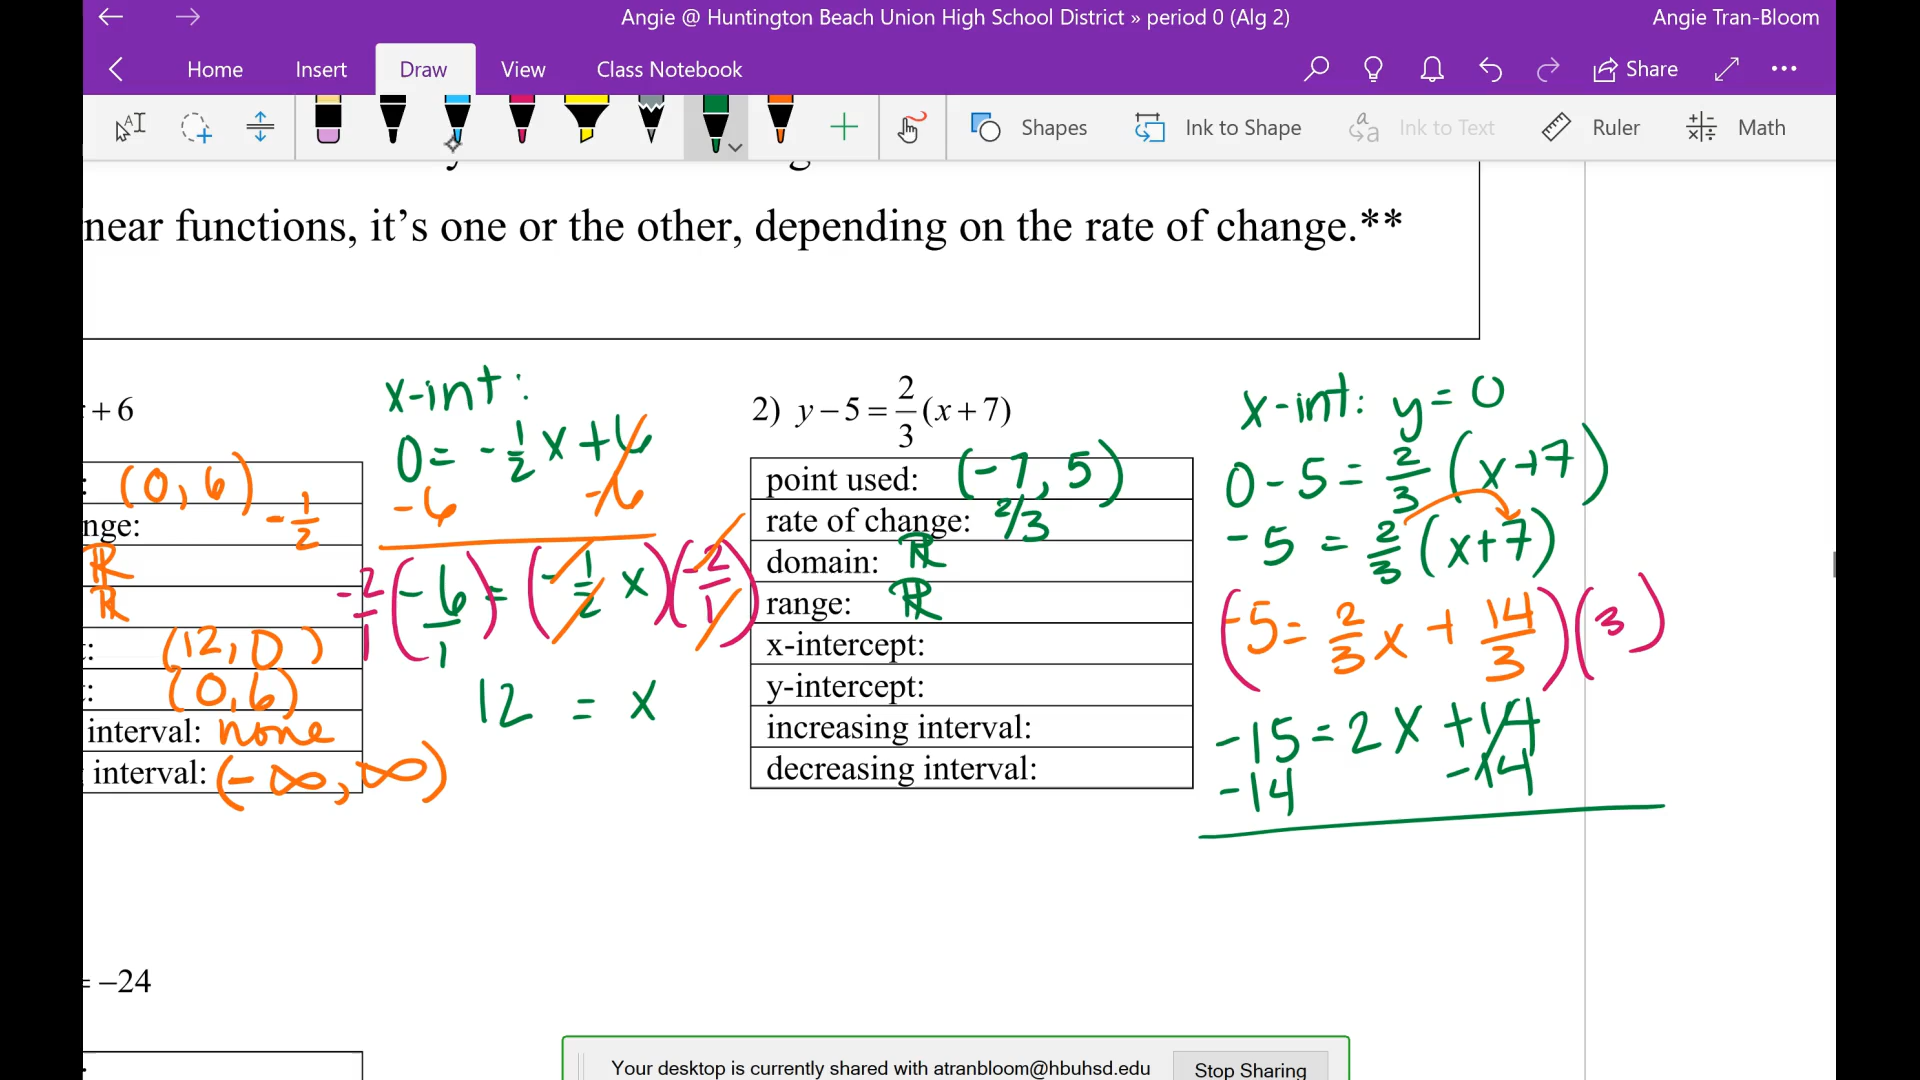 Angie @ Huntington Beach Union High School District » period 0 (Alg 2)
Angie Tran-Bloom
Home Insert Draw View Class Notebook
Share
Shapes Ink to Shape Ink to Text Ruler Math
near functions, it's one or the other, depending on the rate of change.**
+ 6
: (0, 6)
nge: -1/2
ℝ
ℝ
t: (12, 0)
t: (0, 6)
interval: none
interval: (-∞, ∞)
x-int:
0 = -1/2 x + 6
-6 -6
-2/1 (-6/1) = (-1/2 x)(-2/1)
12 = x
2) y − 5 = 2/3 (x + 7)
point used: (-7, 5)
rate of change: 2/3
domain: ℝ
range: ℝ
x-intercept:
y-intercept:
increasing interval:
decreasing interval:
x-int: y = 0
0 - 5 = 2/3 (x+7)
-5 = 2/3 (x+7)
(-5 = 2/3 x + 14/3)(3)
-15 = 2x + 14
-14 -14
= −24
Your desktop is currently shared with atranbloom@hbuhsd.edu
Stop Sharing